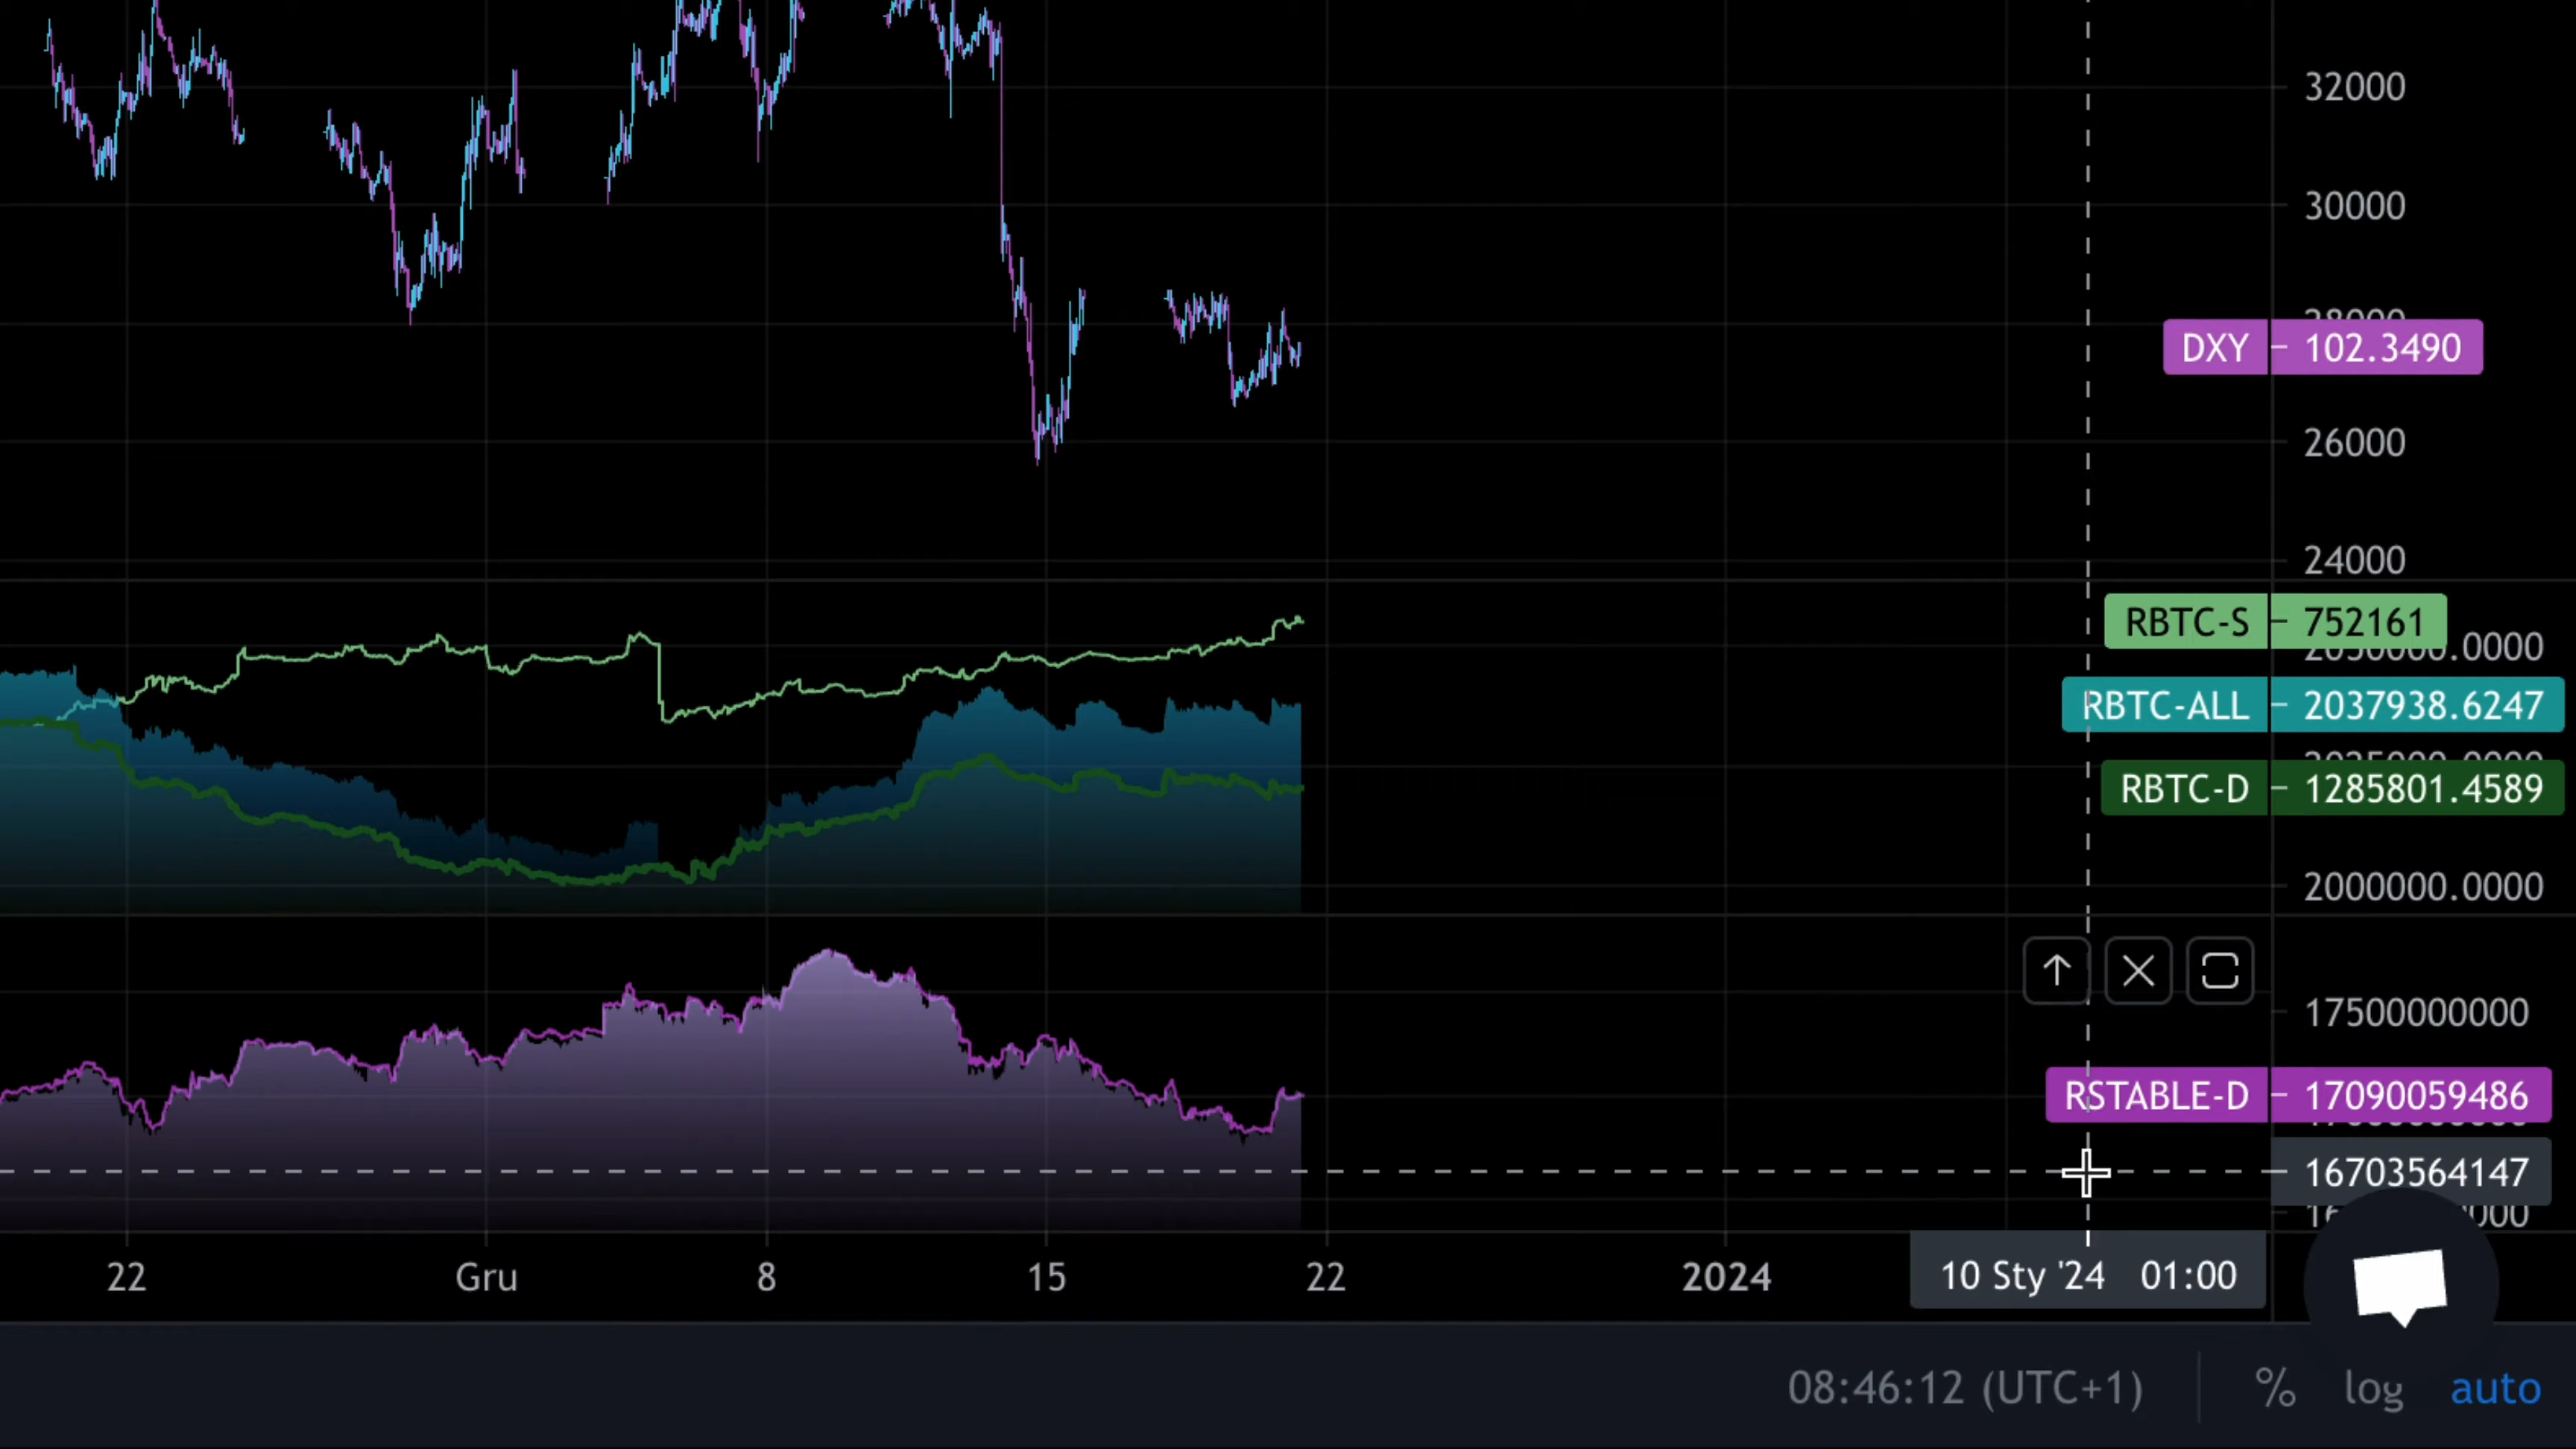 32000
30000
DXY 102.3490
26000
24000
RBTC-S 752161
RBTC-ALL 2037938.6247
RBTC-D 1285801.4589
2000000.0000
17500000000
RSTABLE-D 17090059486
16703564147
22 Gru 8 15 22 2024 10 Sty '24 01:00
08:46:12 (UTC+1) % log auto